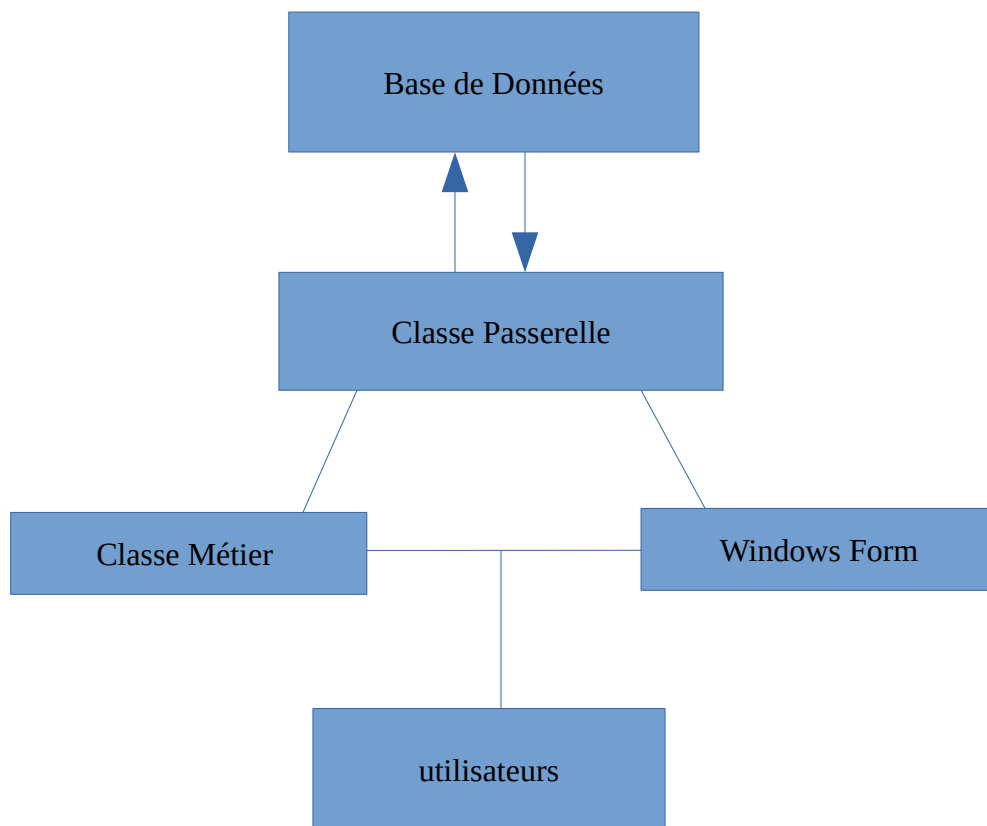 Base de Données
Classe Passerelle
Classe Métier
Windows Form
utilisateurs